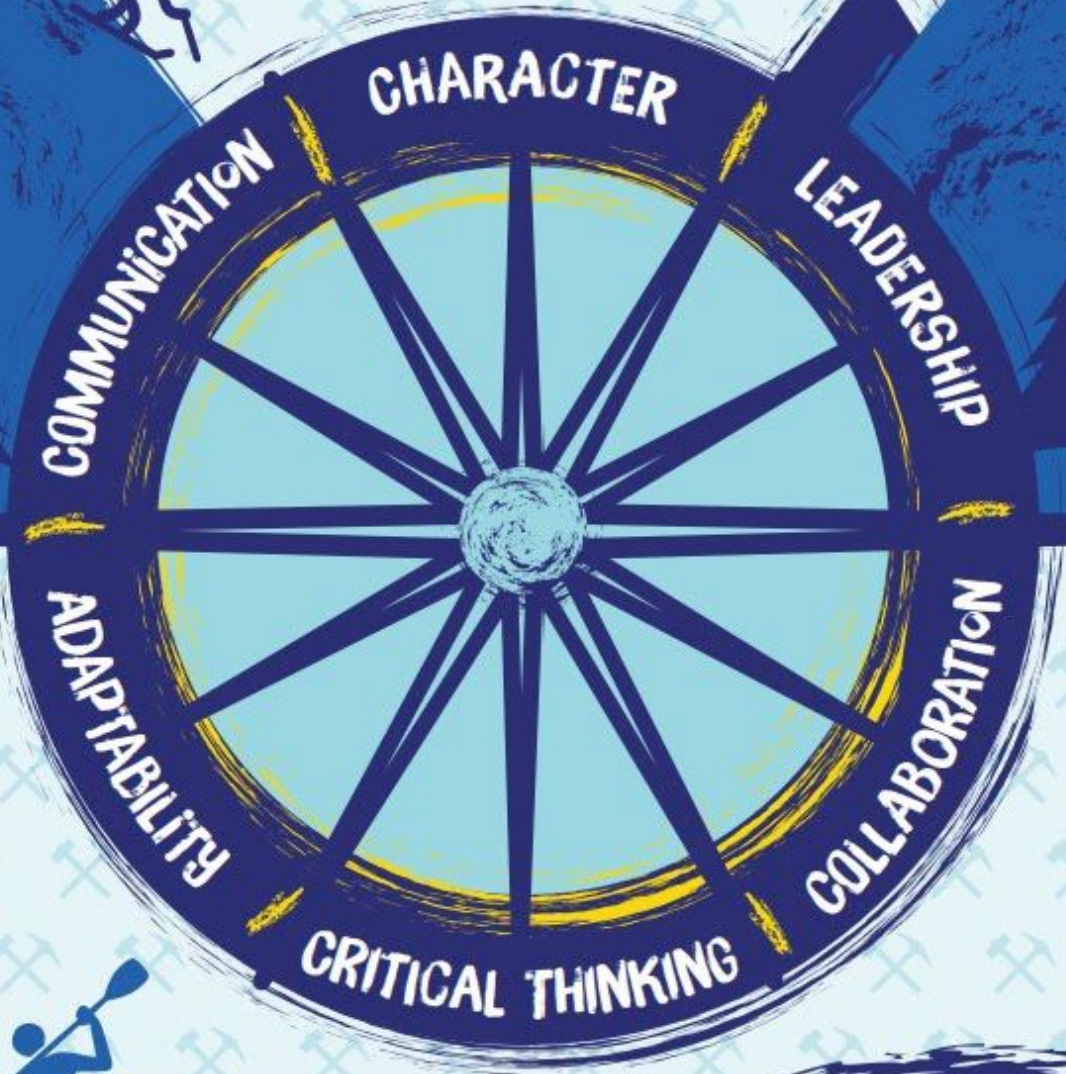 CHARACTER
LEADERSHIP
COLLABORATION
CRITICAL THINKING
ADAPTABILITY
COMMUNICATION